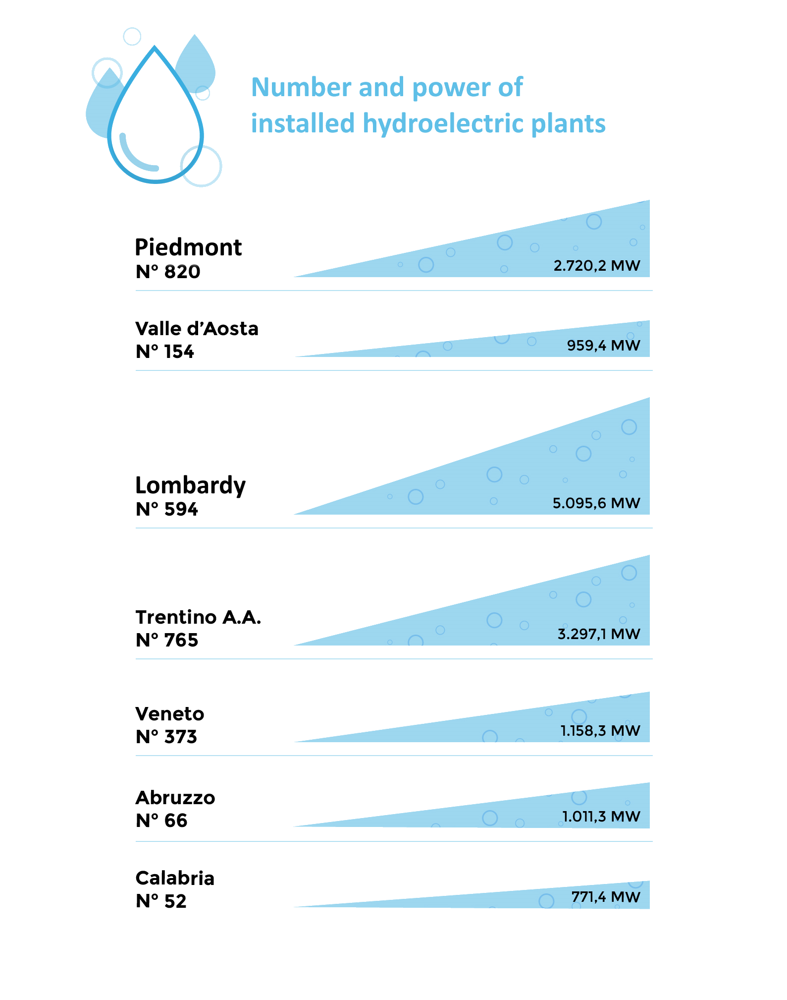 Number and power of
installed hydroelectric plants
Piedmont
N° 820
2.720,2 MW
Valle d’Aosta
N° 154
959,4 MW
Lombardy
N° 594
5.095,6 MW
Trentino A.A.
N° 765
3.297,1 MW
Veneto
N° 373
1.158,3 MW
Abruzzo
N° 66
1.011,3 MW
Calabria
N° 52
771,4 MW